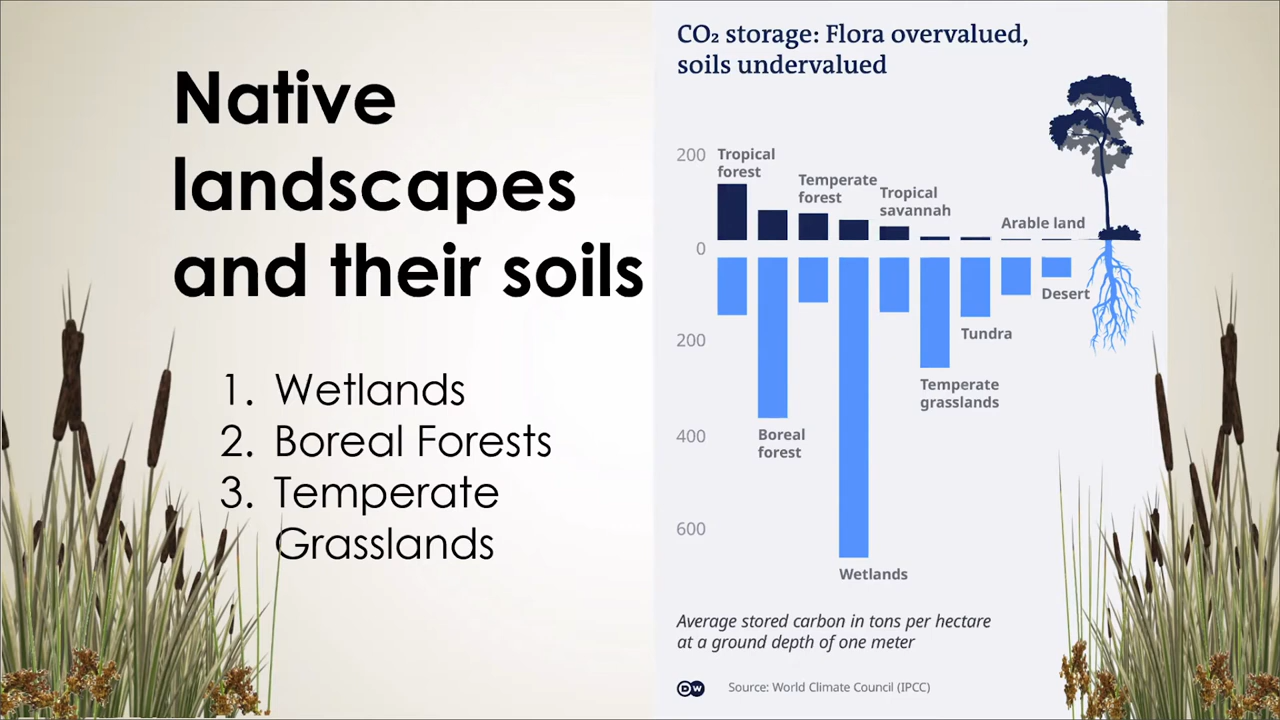 Native
landscapes
and their soils
1. Wetlands
2. Boreal Forests
3. Temperate
Grasslands
CO₂ storage: Flora overvalued,
soils undervalued
200
Tropical
forest
Temperate
forest
Tropical
savannah
Arable land
0
Desert
200
Tundra
Temperate
grasslands
400
Boreal
forest
600
Wetlands
Average stored carbon in tons per hectare
at a ground depth of one meter
DW
Source: World Climate Council (IPCC)